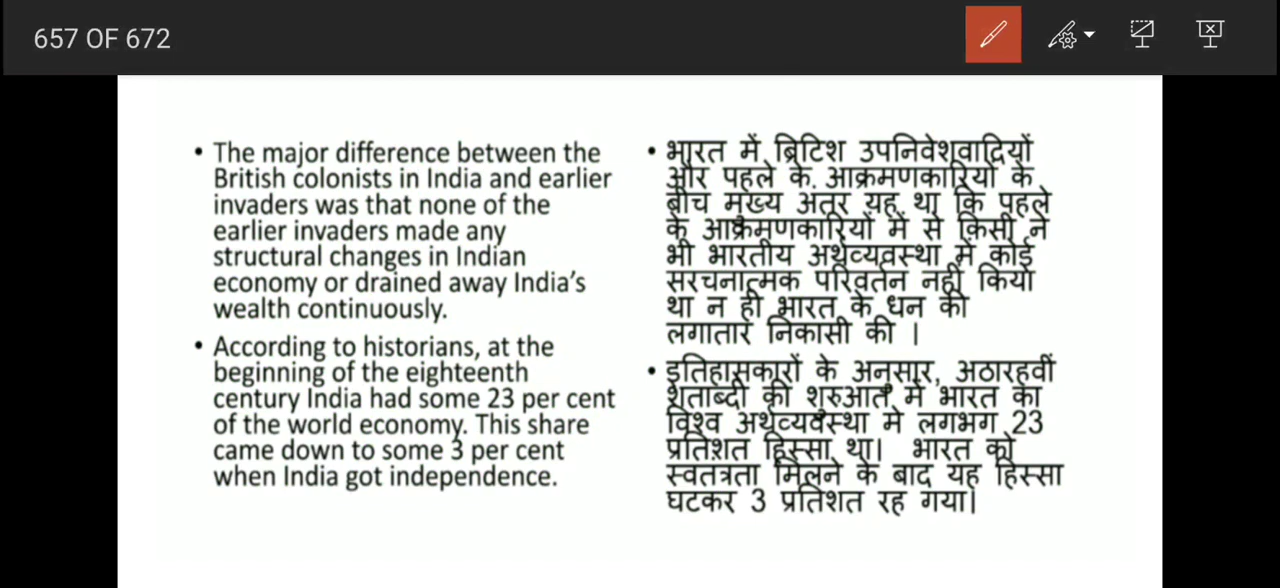 657 OF 672
• The major difference between the
British colonists in India and earlier
invaders was that none of the
earlier invaders made any
structural changes in Indian
economy or drained away India's
wealth continuously.
• According to historians, at the
beginning of the eighteenth
century India had some 23 per cent
of the world economy. This share
came down to some 3 per cent
when India got independence.
• भारत में ब्रिटिश उपनिवेशवादियों
और पहले के आक्रमणकारियों के
बीच मुख्य अंतर यह था कि पहले
के आक्रमणकारियों में से किसी ने
भी भारतीय अर्थव्यवस्था में कोई
संरचनात्मक परिवर्तन नहीं किया
था न ही भारत के धन की
लगातार निकासी की ।
• इतिहासकारों के अनुसार, अठारहवीं
शताब्दी की शुरुआत में भारत का
विश्व अर्थव्यवस्था में लगभग 23
प्रतिशत हिस्सा था। भारत को
स्वतंत्रता मिलने के बाद यह हिस्सा
घटकर 3 प्रतिशत रह गया।